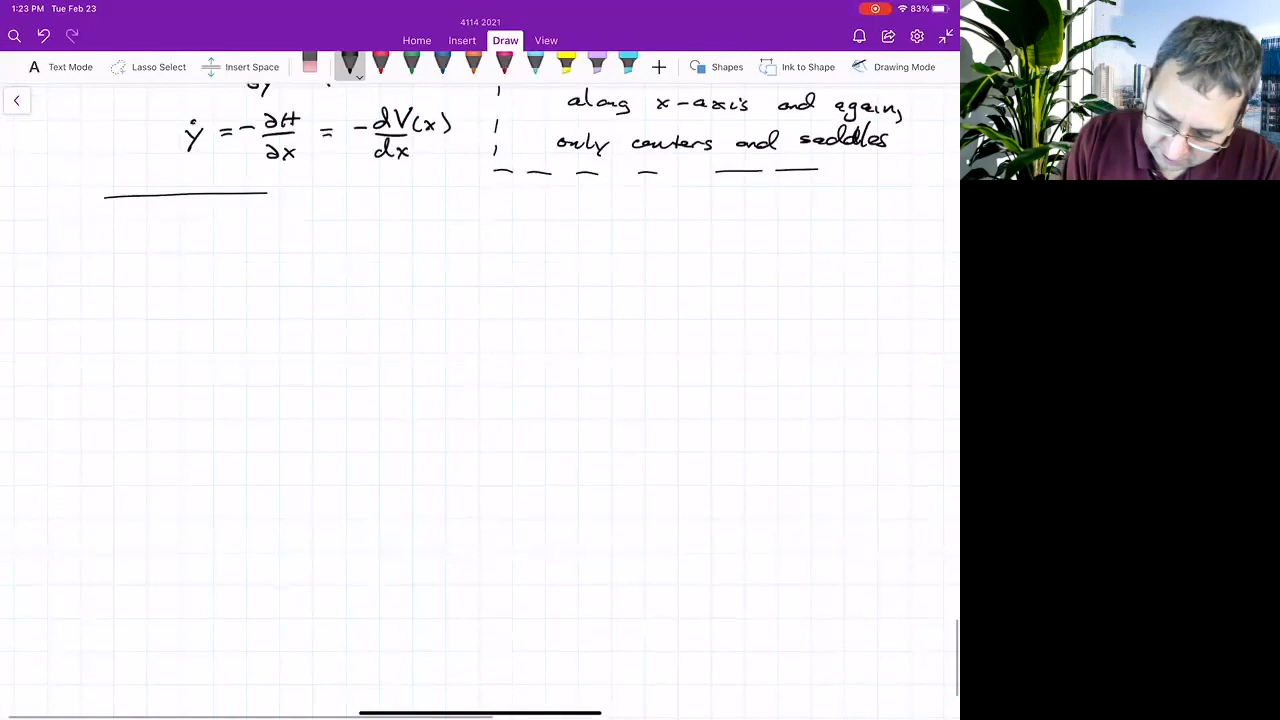 1:23 PM Tue Feb 23
83%
4114 2021
Home Insert Draw View
Text Mode Lasso Select Insert Space Shapes Ink to Shape Drawing Mode
ẏ = - ∂H/∂x = - dV(x)/dx
along x-axis and again,
only centers and saddles